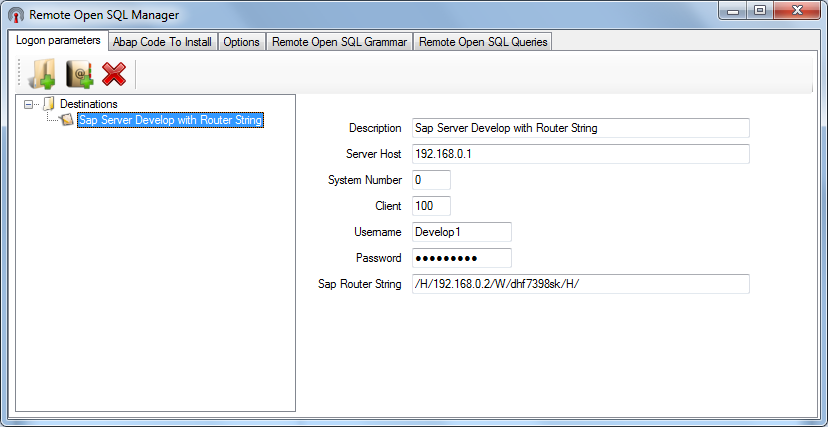 Remote Open SQL Manager
Logon parameters Abap Code To Install Options Remote Open SQL Grammar Remote Open SQL Queries
Destinations
Sap Server Develop with Router String
Description Sap Server Develop with Router String
Server Host 192.168.0.1
System Number 0
Client 100
Username Develop1
Password ●●●●●●●●●
Sap Router String /H/192.168.0.2/W/dhf7398sk/H/